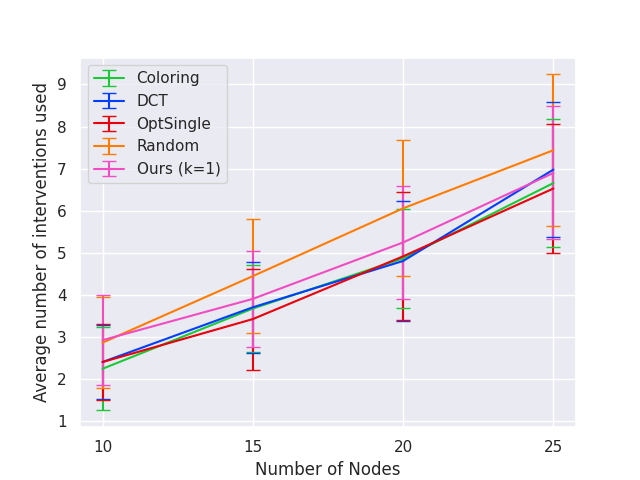 Average number of interventions used
9
8
7
6
5
4
3
2
1
Coloring
DCT
OptSingle
Random
Ours (k=1)
10 15 20 25
Number of Nodes